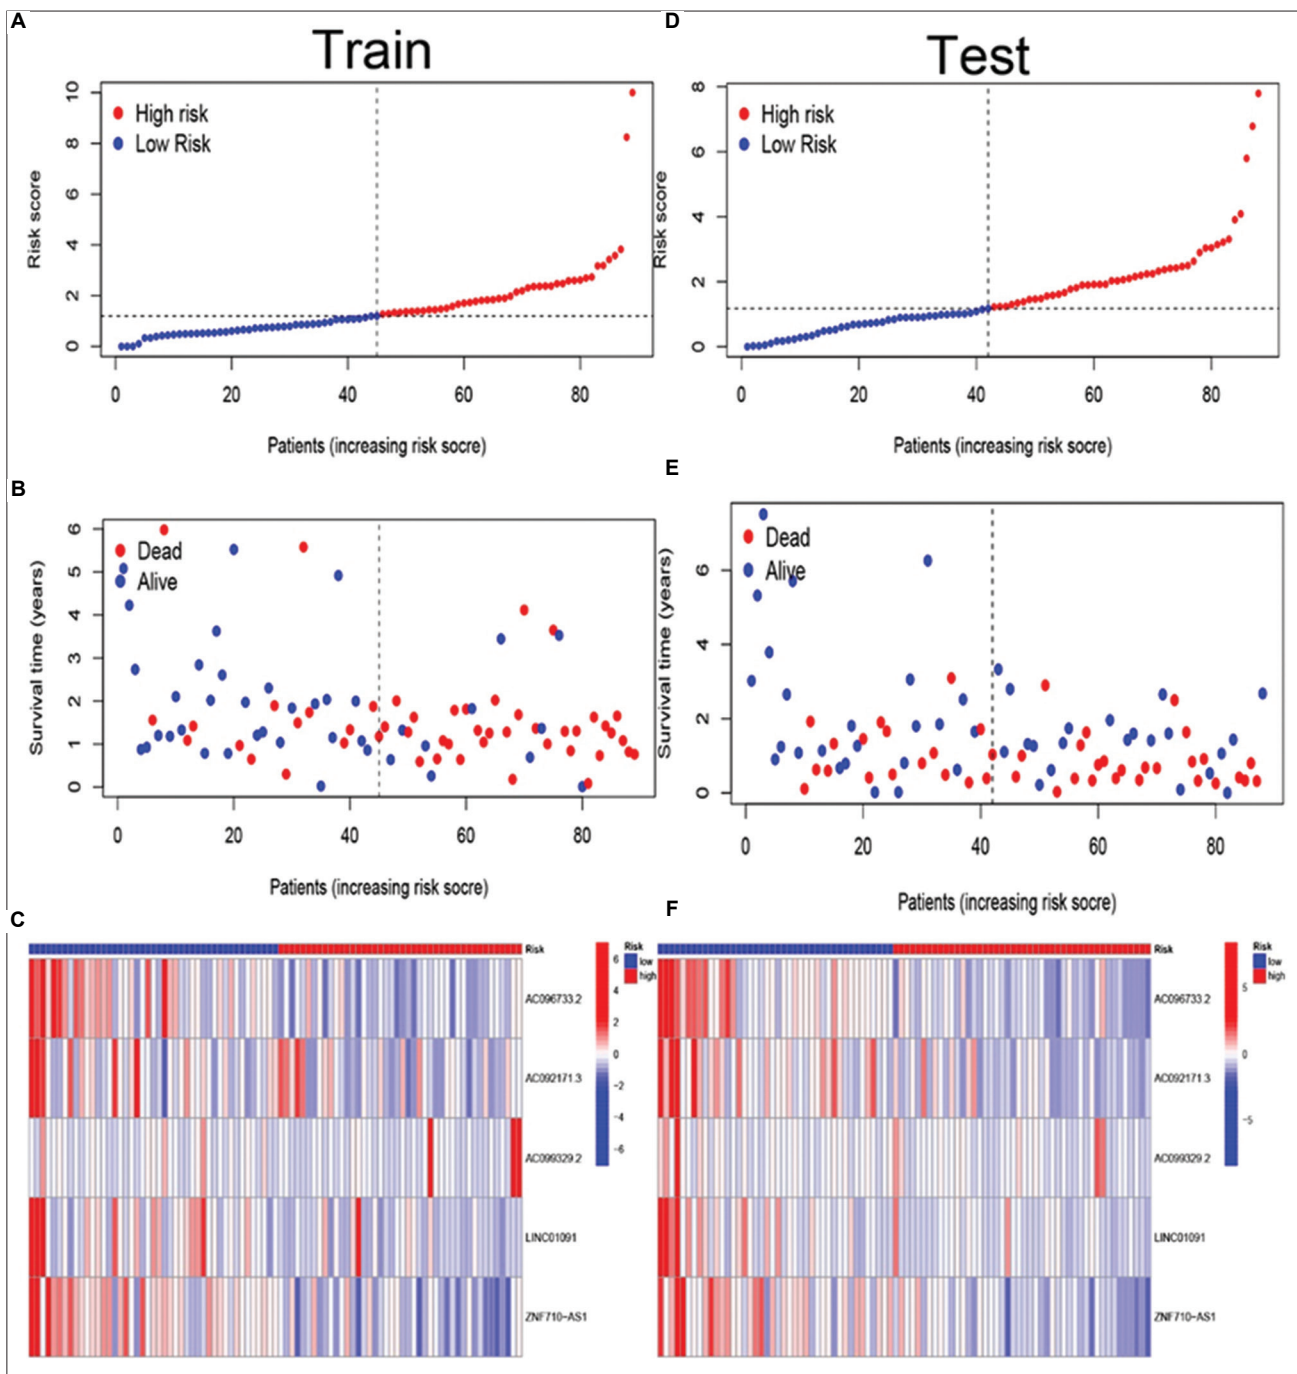 A
Train
10
8
6
4
2
0
Risk score
High risk
Low Risk
0 20 40 60 80
Patients (increasing risk socre)
D
Test
8
6
4
2
0
Risk score
High risk
Low Risk
0 20 40 60 80
Patients (increasing risk socre)
B
6
5
4
3
2
1
0
Survival time (years)
Dead
Alive
0 20 40 60 80
Patients (increasing risk socre)
E
6
4
2
0
Survival time (years)
Dead
Alive
0 20 40 60 80
Patients (increasing risk socre)
C
Risk
AC096733.2
AC092171.3
AC099329.2
LINC01091
ZNF710-AS1
6
4
2
0
-2
-4
-6
Risk
low
high
F
Risk
AC096733.2
AC092171.3
AC099329.2
LINC01091
ZNF710-AS1
5
0
-5
Risk
low
high